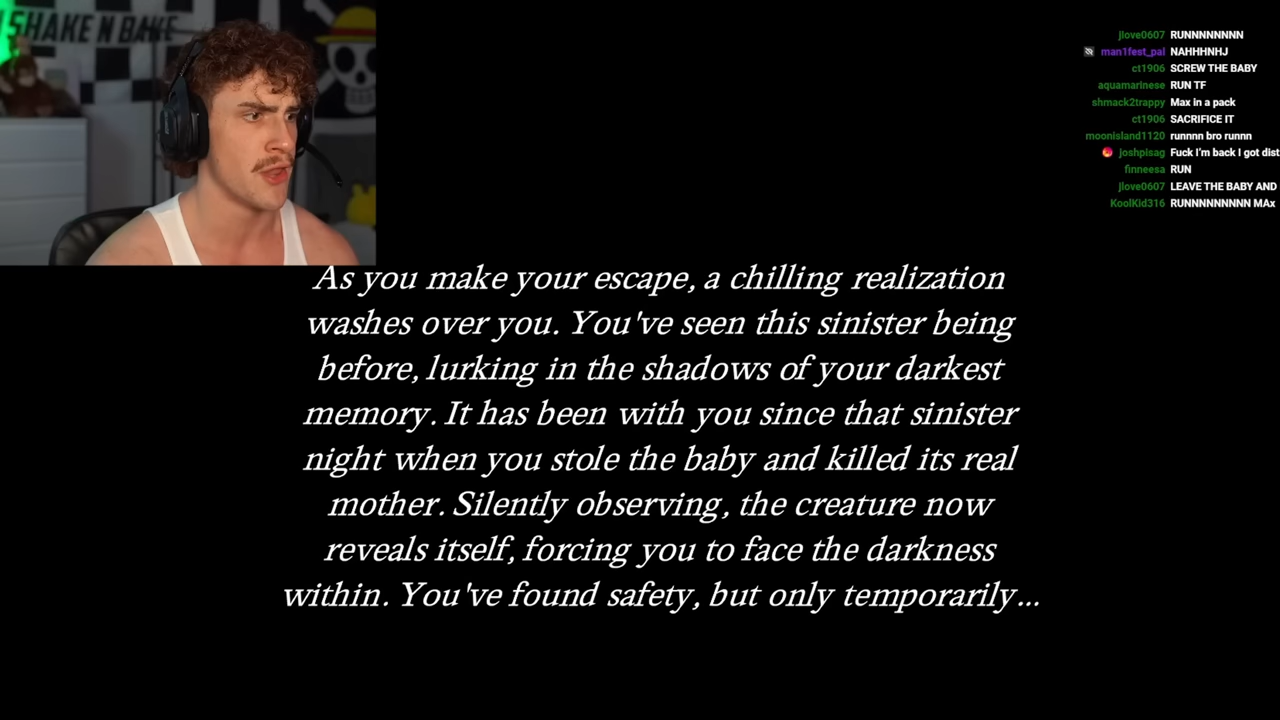 SHAKE N BAKE
jlove0607 RUNNNNNNNN
man1fest_pal NAHHHNHJ
ct1906 SCREW THE BABY
aquamarinese RUN TF
shmack2trappy Max in a pack
ct1906 SACRIFICE IT
moonisland1120 runnnn bro runnn
joshpisag Fuck I'm back I got dist
finneesa RUN
jlove0607 LEAVE THE BABY AND
KoolKid316 RUNNNNNNNNN MAx
As you make your escape, a chilling realization
washes over you. You've seen this sinister being
before, lurking in the shadows of your darkest
memory. It has been with you since that sinister
night when you stole the baby and killed its real
mother. Silently observing, the creature now
reveals itself, forcing you to face the darkness
within. You've found safety, but only temporarily...